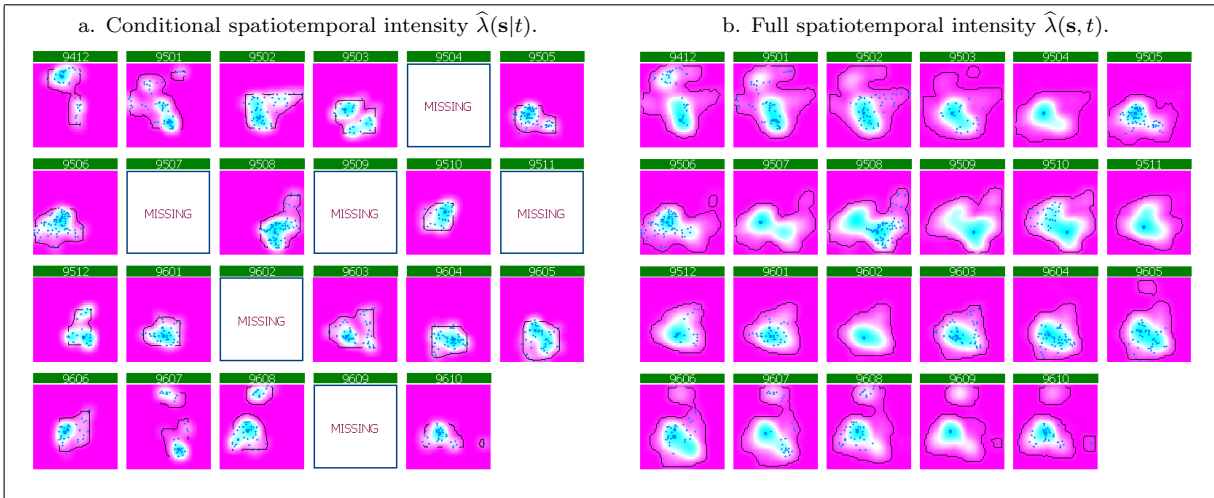 a. Conditional spatiotemporal intensity λ̂(s|t).
9412 9501 9502 9503 9504 9505
MISSING
9506 9507 9508 9509 9510 9511
MISSING MISSING MISSING
9512 9601 9602 9603 9604 9605
MISSING
9606 9607 9608 9609 9610
MISSING
b. Full spatiotemporal intensity λ̂(s, t).
9412 9501 9502 9503 9504 9505
9506 9507 9508 9509 9510 9511
9512 9601 9602 9603 9604 9605
9606 9607 9608 9609 9610